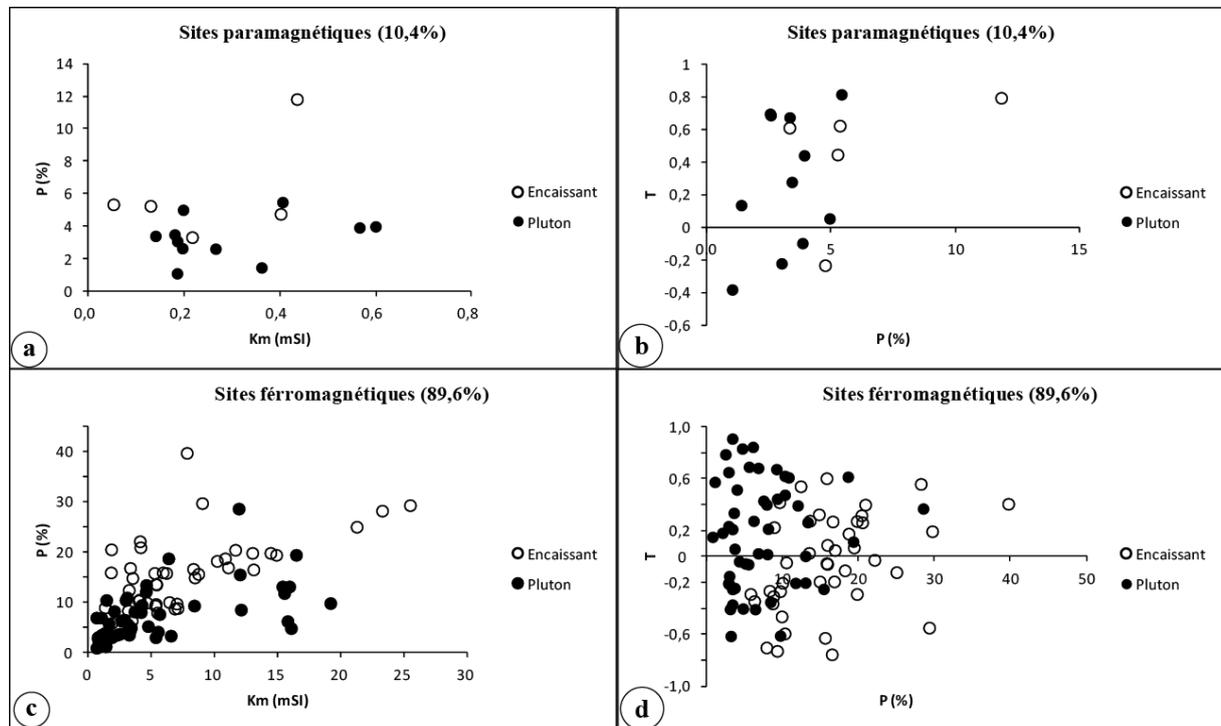 Sites paramagnétiques (10,4%)
14
12
10
8
6
4
2
0
P (%)
0,0
0,2
0,4
0,6
0,8
Km (mSI)
Encaissant
Pluton
a
Sites paramagnétiques (10,4%)
1
0,8
0,6
0,4
0,2
0
-0,2
-0,4
-0,6
T
0,0
5
10
15
P (%)
Encaissant
Pluton
b
Sites férromagnétiques (89,6%)
40
30
20
10
0
P (%)
0
5
10
15
20
25
30
Km (mSI)
Encaissant
Pluton
c
Sites férromagnétiques (89,6%)
1,0
0,6
0,2
0
-0,2
-0,6
-1,0
T
10
20
30
40
50
P (%)
Encaissant
Pluton
d